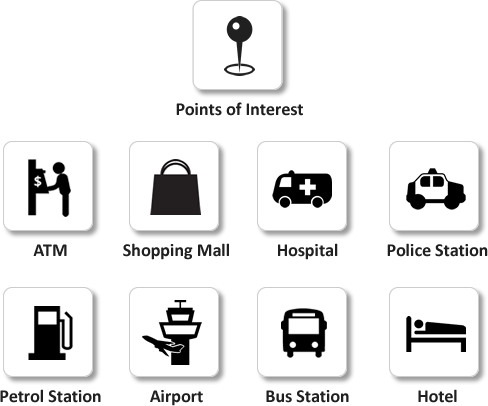 Points of Interest
$
ATM
Shopping Mall
Hospital
Police Station
Petrol Station
Airport
Bus Station
Hotel